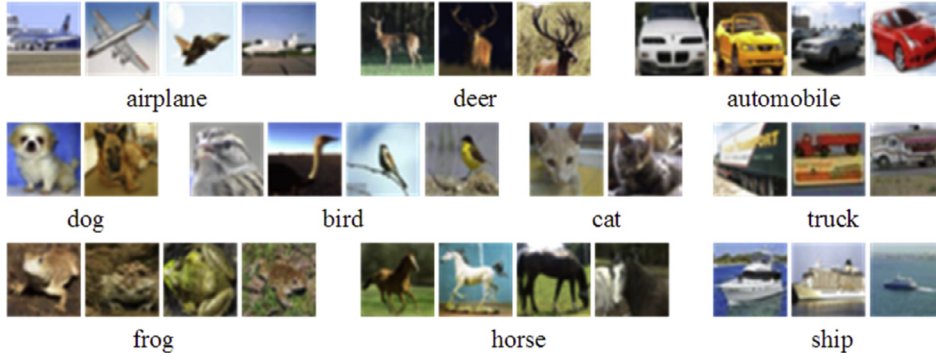 airplane
deer
automobile
dog
bird
cat
truck
frog
horse
ship